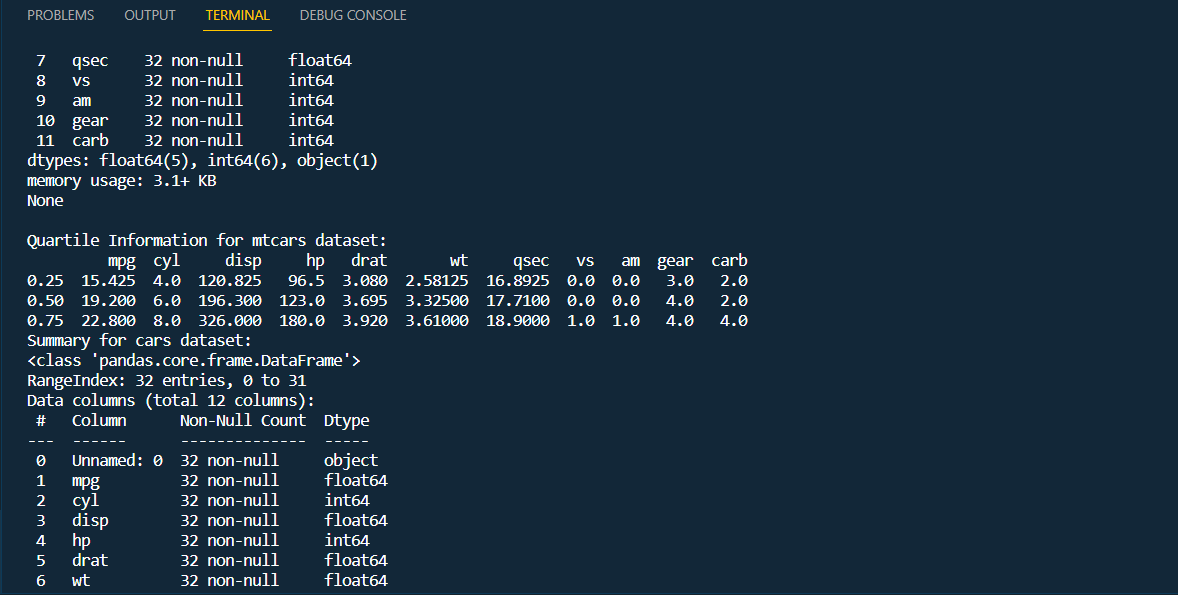 PROBLEMS OUTPUT TERMINAL DEBUG CONSOLE
7 qsec 32 non-null float64
8 vs 32 non-null int64
9 am 32 non-null int64
10 gear 32 non-null int64
11 carb 32 non-null int64
dtypes: float64(5), int64(6), object(1)
memory usage: 3.1+ KB
None
Quartile Information for mtcars dataset:
mpg cyl disp hp drat wt qsec vs am gear carb
0.25 15.425 4.0 120.825 96.5 3.080 2.58125 16.8925 0.0 0.0 3.0 2.0
0.50 19.200 6.0 196.300 123.0 3.695 3.32500 17.7100 0.0 0.0 4.0 2.0
0.75 22.800 8.0 326.000 180.0 3.920 3.61000 18.9000 1.0 1.0 4.0 4.0
Summary for cars dataset:
<class 'pandas.core.frame.DataFrame'>
RangeIndex: 32 entries, 0 to 31
Data columns (total 12 columns):
# Column Non-Null Count Dtype
--- ------ -------------- -----
0 Unnamed: 0 32 non-null object
1 mpg 32 non-null float64
2 cyl 32 non-null int64
3 disp 32 non-null float64
4 hp 32 non-null int64
5 drat 32 non-null float64
6 wt 32 non-null float64